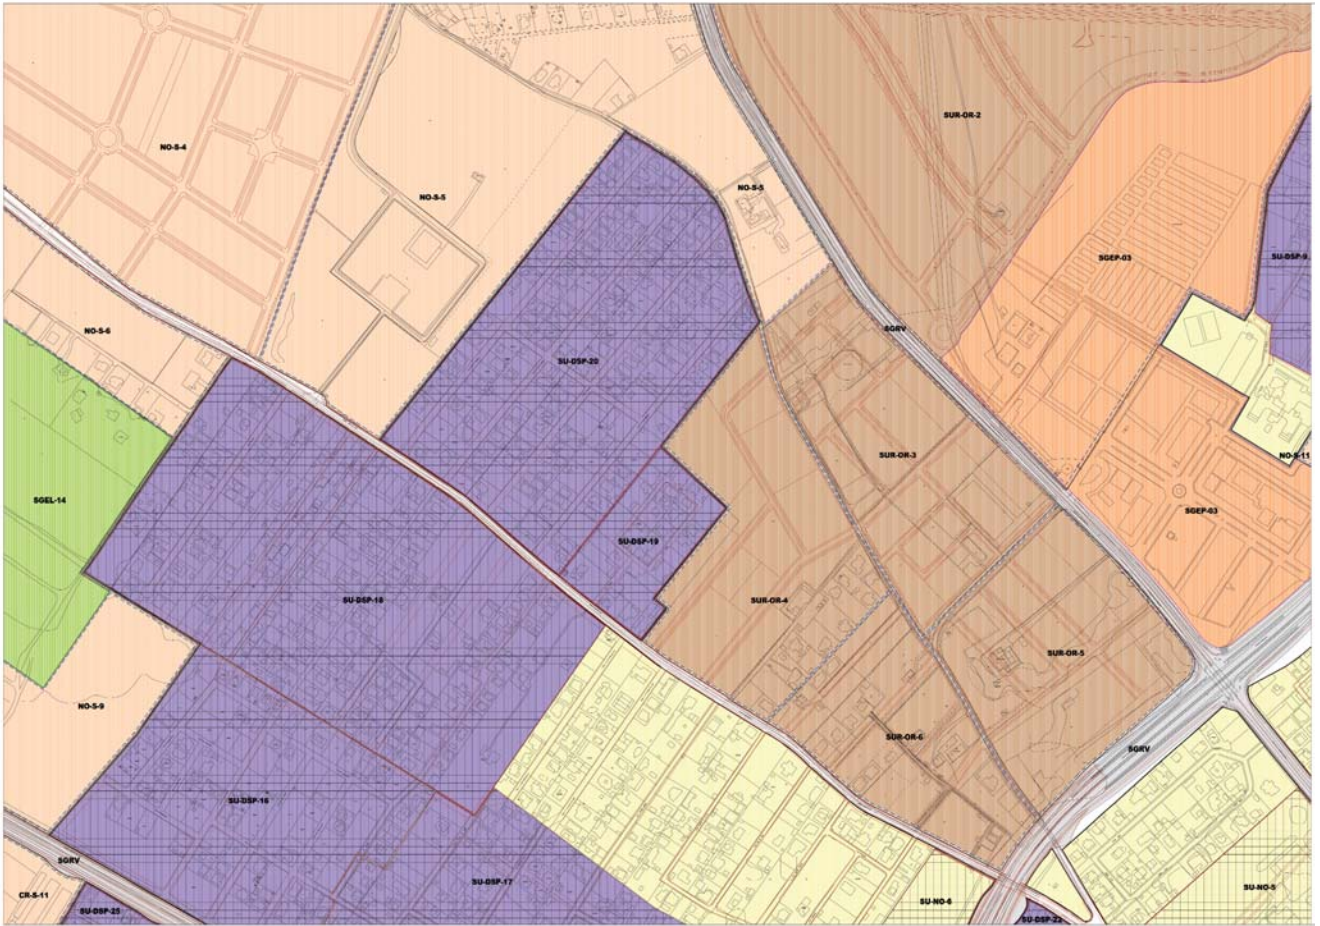 SUR-OR-2
NO-S-4
NO-S-5
NO-S-5
SGEP-03
SU-DSP-9
NO-S-6
SGRV
SU-DSP-20
SUR-OR-3
NO-S-11
SGEL-14
SGEP-03
SU-DSP-19
SU-DSP-18
SUR-OR-4
SUR-OR-5
NO-S-9
SUR-OR-6
SGRV
SU-DSP-16
SGRV
SU-DSP-17
SU-NO-5
CR-S-11
SU-NO-6
SU-DSP-25
SU-DSP-22